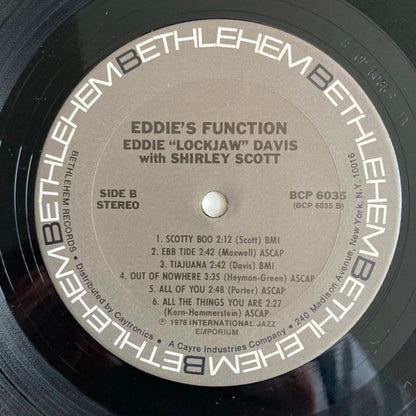 BETHLEHEM BETHLEHEM BETHLEHEM BETHLEHEM BETHLEHEM
EDDIE'S FUNCTION
EDDIE "LOCKJAW" DAVIS
with SHIRLEY SCOTT
SIDE B
STEREO
BCP 6035
(BCP 6035 B)
1. SCOTTY BOO 2:12 (Scott) BMI
2. EBB TIDE 2:42 (Maxwell) ASCAP
3. TIAJUANA 2:42 (Davis) BMI
4. OUT OF NOWHERE 3:35 (Heyman-Green) ASCAP
5. ALL OF YOU 2:48 (Porter) ASCAP
6. ALL THE THINGS YOU ARE 2:27
(Kern-Hammerstein) ASCAP
℗ 1978 INTERNATIONAL JAZZ
EMPORIUM
BETHLEHEM RECORDS • Distributed by Caytronics • A Cayre Industries Company • 240 Madison Avenue, New York, N.Y. 10016